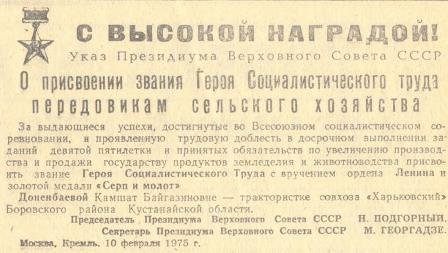 С ВЫСОКОЙ НАГРАДОЙ!
Указ Президиума Верховного Совета СССР
О присвоении звания Героя Социалистического труда
передовикам сельского хозяйства
За выдающиеся успехи, достигнутые во Всесоюзном социалистическом со-
ревновании, и проявленную трудовую доблесть в досрочном выполнении за-
даний девятой пятилетки и принятых обязательств по увеличению производ-
ства и продажи государству продуктов земледелия и животноводства присво-
ить звание Героя Социалистического Труда с вручением ордена Ленина и
золотой медали «Серп и молот»
Доненбаевой Камшат Байгазиновне — трактористке совхоза «Харьковский»
Боровского района Кустанайской области.
Председатель Президиума Верховного Совета СССР Н. ПОДГОРНЫЙ.
Секретарь Президиума Верховного Совета СССР М. ГЕОРГАДЗЕ.
Москва, Кремль. 10 февраля 1975 г.